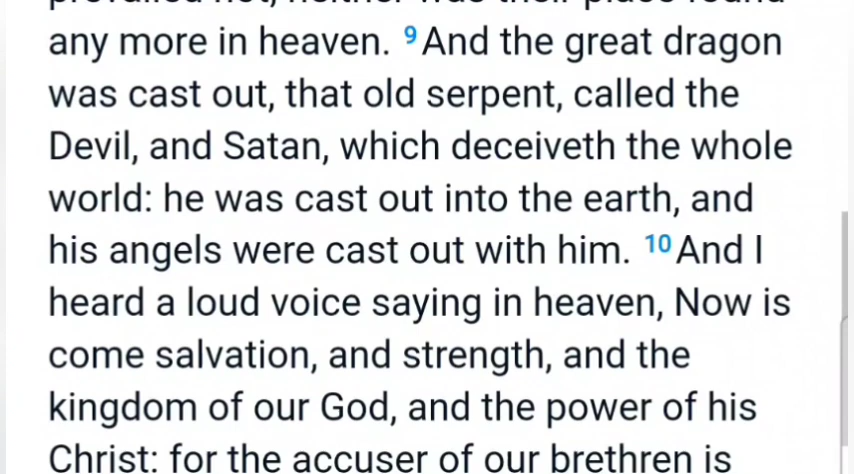 any more in heaven. 9 And the great dragon
was cast out, that old serpent, called the
Devil, and Satan, which deceiveth the whole
world: he was cast out into the earth, and
his angels were cast out with him. 10 And I
heard a loud voice saying in heaven, Now is
come salvation, and strength, and the
kingdom of our God, and the power of his
Christ: for the accuser of our brethren is